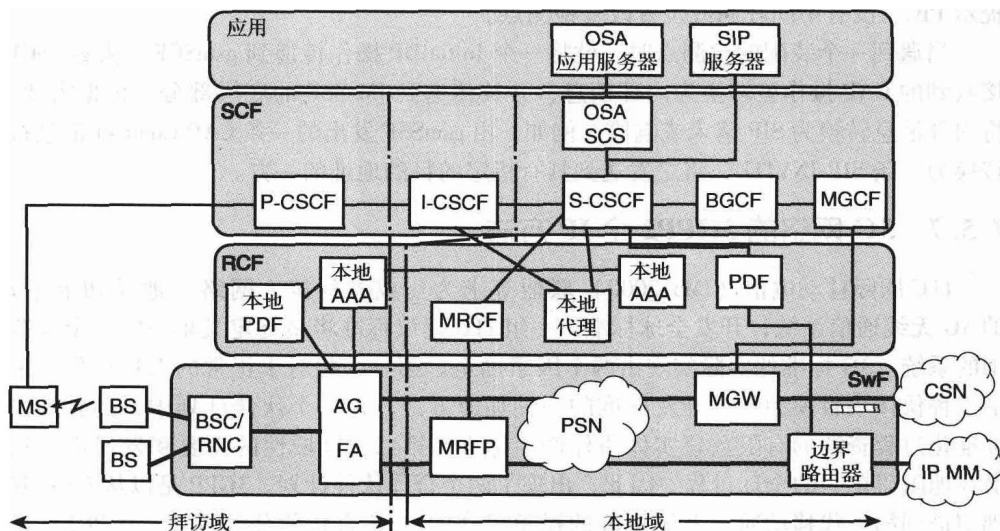 应用
OSA
应用服务器
SIP
服务器
SCF
OSA
SCS
P-CSCF
I-CSCF
S-CSCF
BGCF
MGCF
RCF
本地
PDF
本地
AAA
MRCF
本地
代理
本地
AAA
PDF
SwF
MS
BS
BS
BSC/
RNC
AG
FA
MRFP
PSN
MGW
边界
路由器
CSN
IP MM
拜访域
本地域